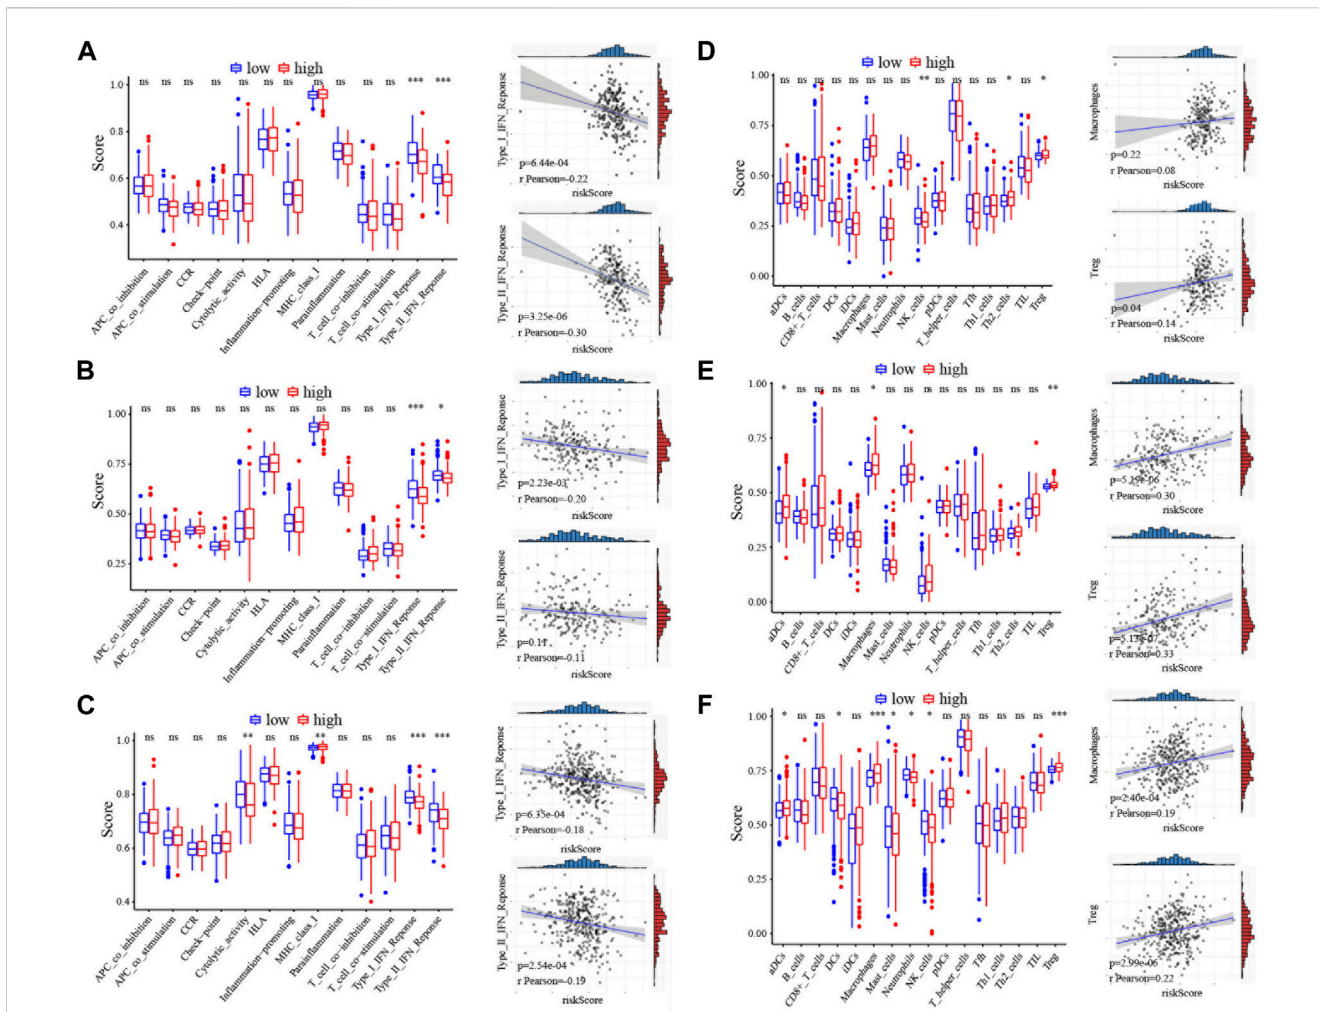 A
low high
ns ns ns ns ns ns ns ns ns ns ns *** ***
Score
1.0
0.8
0.6
0.4
APC_co_inhibition
APC_co_stimulation
CCR
Check-point
Cytolytic_activity
HLA
Inflammation-promoting
MHC_class_I
Parainflammation
T_cell_co-inhibition
T_cell_co-stimulation
Type_I_IFN_Reponse
Type_II_IFN_Reponse
Type_I_IFN_Reponse
p=6.44e-04
r Pearson=-0.22
riskScore
Type_II_IFN_Reponse
p=3.25e-06
r Pearson=-0.30
riskScore
B
low high
ns ns ns ns ns ns ns ns ns ns ns *** *
Score
1.00
0.75
0.50
0.25
APC_co_inhibition
APC_co_stimulation
CCR
Check-point
Cytolytic_activity
HLA
Inflammation-promoting
MHC_class_I
Parainflammation
T_cell_co-inhibition
T_cell_co-stimulation
Type_I_IFN_Reponse
Type_II_IFN_Reponse
Type_I_IFN_Reponse
p=2.23e-03
r Pearson=-0.20
riskScore
Type_II_IFN_Reponse
p=0.11
r Pearson=-0.11
riskScore
C
low high
ns ns ns ns ** ns ns ** ns ns ns *** ***
Score
1.0
0.8
0.6
0.4
APC_co_inhibition
APC_co_stimulation
CCR
Check-point
Cytolytic_activity
HLA
Inflammation-promoting
MHC_class_I
Parainflammation
T_cell_co-inhibition
T_cell_co-stimulation
Type_I_IFN_Reponse
Type_II_IFN_Reponse
Type_I_IFN_Reponse
p=6.35e-04
r Pearson=-0.18
riskScore
Type_II_IFN_Reponse
p=2.54e-04
r Pearson=-0.19
riskScore
D
low high
ns ns ns ns ns ns ns ns ** ns ns ns ns * ns *
Score
1.00
0.75
0.50
0.25
0.00
aDCs
B_cells
CD8+_T_cells
DCs
iDCs
Macrophages
Mast_cells
Neutrophils
NK_cells
pDCs
T_helper_cells
Tfh
Th1_cells
Th2_cells
TIL
Treg
Macrophages
p=0.22
r Pearson=0.08
riskScore
Treg
p=0.04
r Pearson=0.14
riskScore
E
low high
* ns ns ns ns * ns ns ns ns ns ns ns ns ns **
Score
1.00
0.75
0.50
0.25
0.00
aDCs
B_cells
CD8+_T_cells
DCs
iDCs
Macrophages
Mast_cells
Neutrophils
NK_cells
pDCs
T_helper_cells
Tfh
Th1_cells
Th2_cells
TIL
Treg
Macrophages
p=5.19e-06
r Pearson=0.30
riskScore
Treg
p=5.13e-07
r Pearson=0.33
riskScore
F
low high
* ns ns * ns *** * * * ns ns ns ns ns ns ***
Score
1.00
0.75
0.50
0.25
0.00
aDCs
B_cells
CD8+_T_cells
DCs
iDCs
Macrophages
Mast_cells
Neutrophils
NK_cells
pDCs
T_helper_cells
Tfh
Th1_cells
Th2_cells
TIL
Treg
Macrophages
p=2.40e-04
r Pearson=0.19
riskScore
Treg
p=2.99e-06
r Pearson=0.22
riskScore